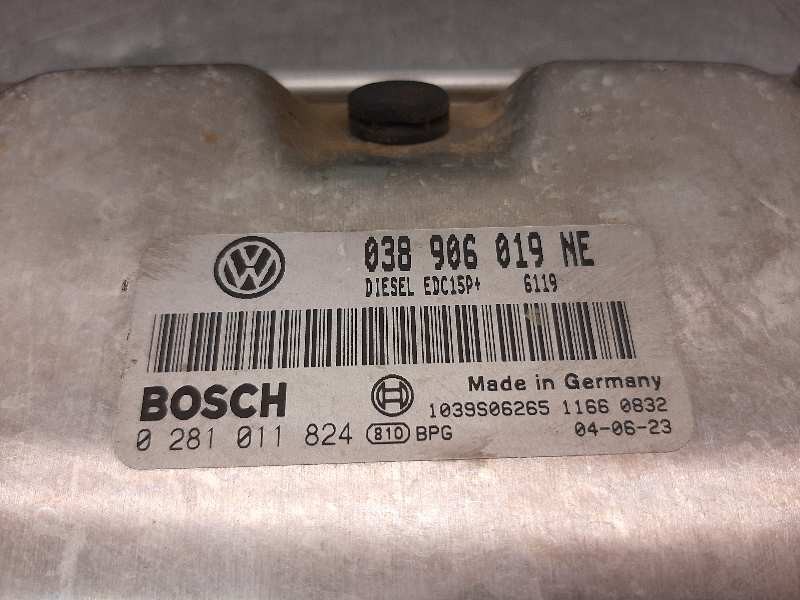 038 906 019 NE
DIESEL EDC15P+ 6119
BOSCH
Made in Germany
1039S06265 1166 0832
0 281 011 824 810 BPG 04-06-23